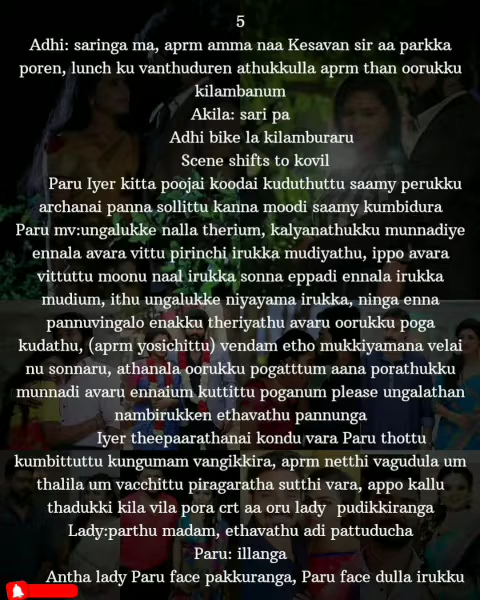 5
Adhi: saringa ma, aprm amma naa Kesavan sir aa parkka
poren, lunch ku vanthuduren athukkulla aprm than oorukku
kilambanum
Akila: sari pa
Adhi bike la kilamburaru
Scene shifts to kovil
Paru Iyer kitta poojai koodai kuduthuttu saamy perukku
archanai panna sollittu kanna moodi saamy kumbidura
Paru mv:ungalukke nalla therium, kalyanathukku munnadiye
ennala avara vittu pirinchi irukka mudiyathu, ippo avara
vittuttu moonu naal irukka sonna eppadi ennala irukka
mudium, ithu ungalukke niyayama irukka, ninga enna
pannuvingalo enakku theriyathu avaru oorukku poga
kudathu, (aprm yosichittu) vendam etho mukkiyamana velai
nu sonnaru, athanala oorukku pogatttum aana porathukku
munnadi avaru ennaium kuttittu poganum please ungalathan
nambirukken ethavathu pannunga
Iyer theepaarathanai kondu vara Paru thottu
kumbittuttu kungumam vangikkira, aprm netthi vagudula um
thalila um vacchittu piragaratha sutthi vara, appo kallu
thadukki kila vila pora crt aa oru lady pudikkiranga
Lady:parthu madam, ethavathu adi pattuducha
Paru: illanga
Antha lady Paru face pakkuranga, Paru face dulla irukku